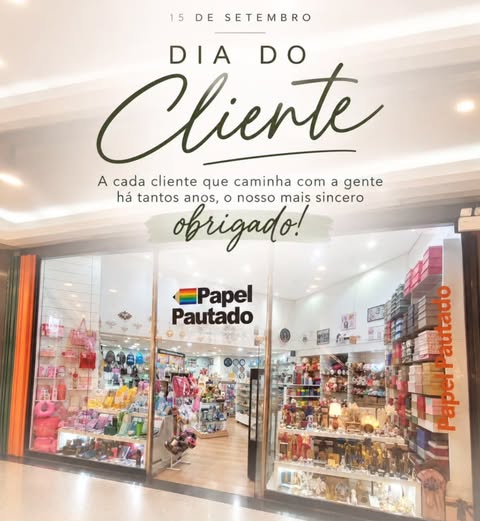 15 DE SETEMBRO
DIA DO
Cliente
A cada cliente que caminha com a gente
há tantos anos, o nosso mais sincero
obrigado!
Papel
Pautado
Papel Pautado